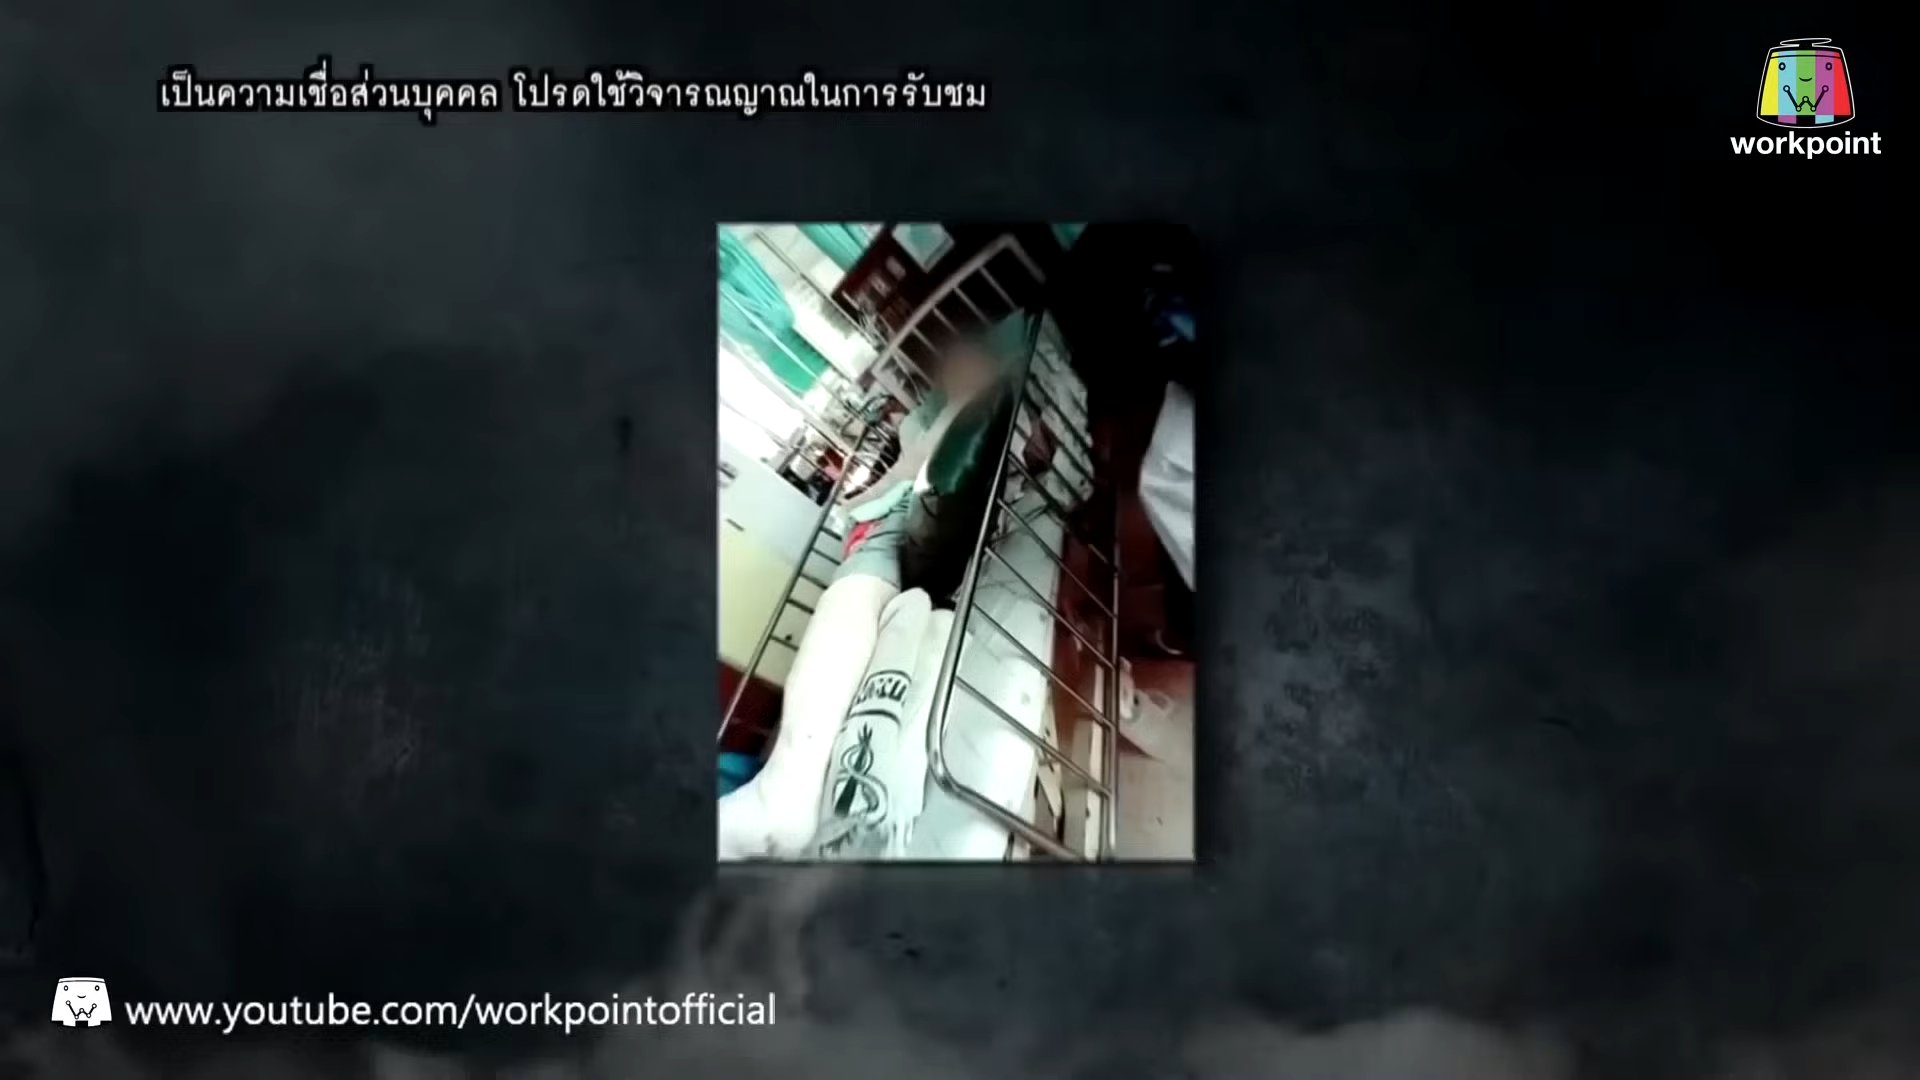 เป็นความเชื่อส่วนบุคคล โปรดใช้วิจารณญาณในการรับชม
workpoint
www.youtube.com/workpointofficial